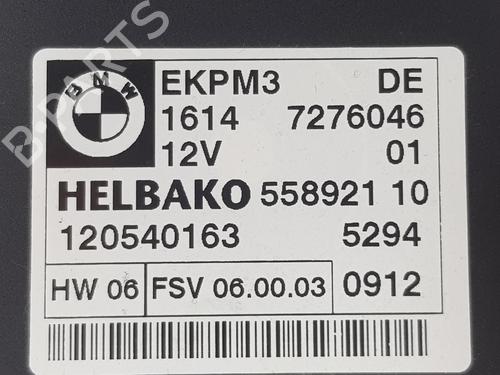 BMW
EKPM3 DE
1614 7276046
12V 01
HELBAKO 558921 10
120540163 5294
HW 06 FSV 06.00.03 0912
B-PARTS